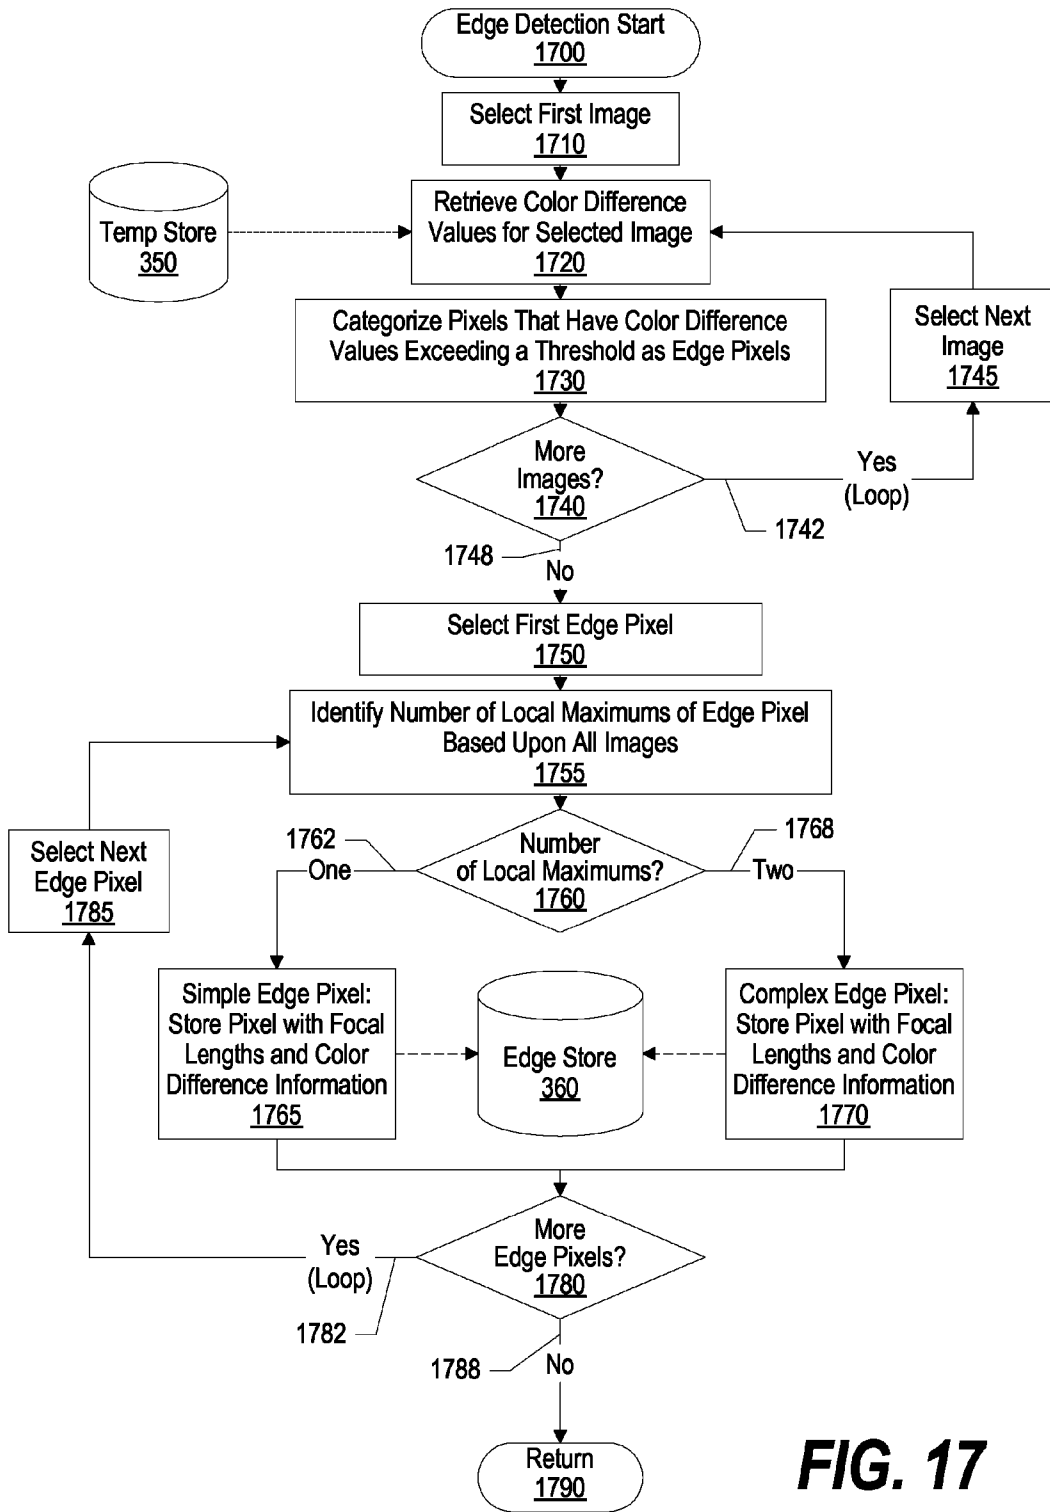 Edge Detection Start
1700
Select First Image
1710
Temp Store
350
Retrieve Color Difference
Values for Selected Image
1720
Categorize Pixels That Have Color Difference
Values Exceeding a Threshold as Edge Pixels
1730
Select Next
Image
1745
More
Images?
1740
Yes
(Loop)
1742
1748
No
Select First Edge Pixel
1750
Identify Number of Local Maximums of Edge Pixel
Based Upon All Images
1755
Select Next
Edge Pixel
1785
1762
One
Number
of Local Maximums?
1760
1768
Two
Simple Edge Pixel:
Store Pixel with Focal
Lengths and Color
Difference Information
1765
Edge Store
360
Complex Edge Pixel:
Store Pixel with Focal
Lengths and Color
Difference Information
1770
Yes
(Loop)
1782
More
Edge Pixels?
1780
1788
No
Return
1790
FIG. 17